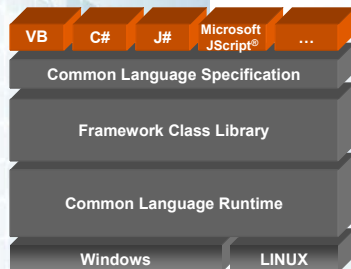 VB
C#
J#
Microsoft
JScript®
...
Common Language Specification
Framework Class Library
Common Language Runtime
Windows
LINUX